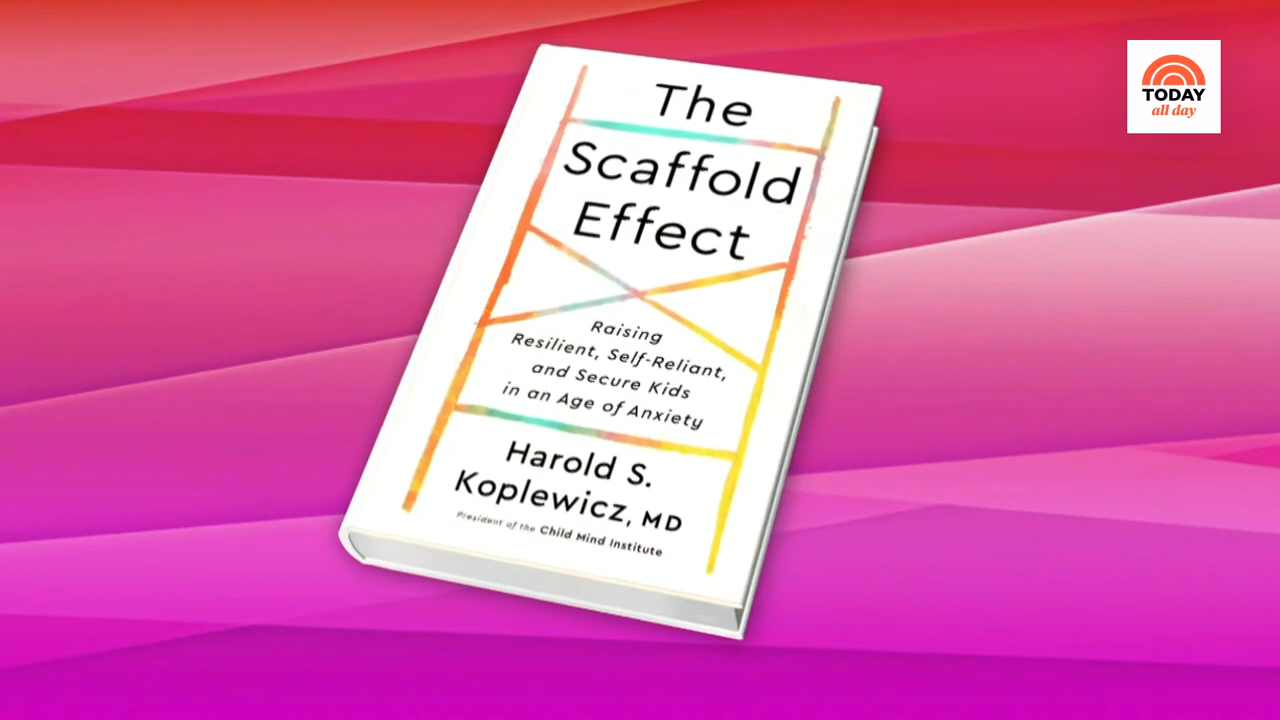 The
Scaffold
Effect
Raising
Resilient, Self-Reliant,
and Secure Kids
in an Age of Anxiety
Harold S.
Koplewicz, MD
President of the Child Mind Institute
TODAY
all day